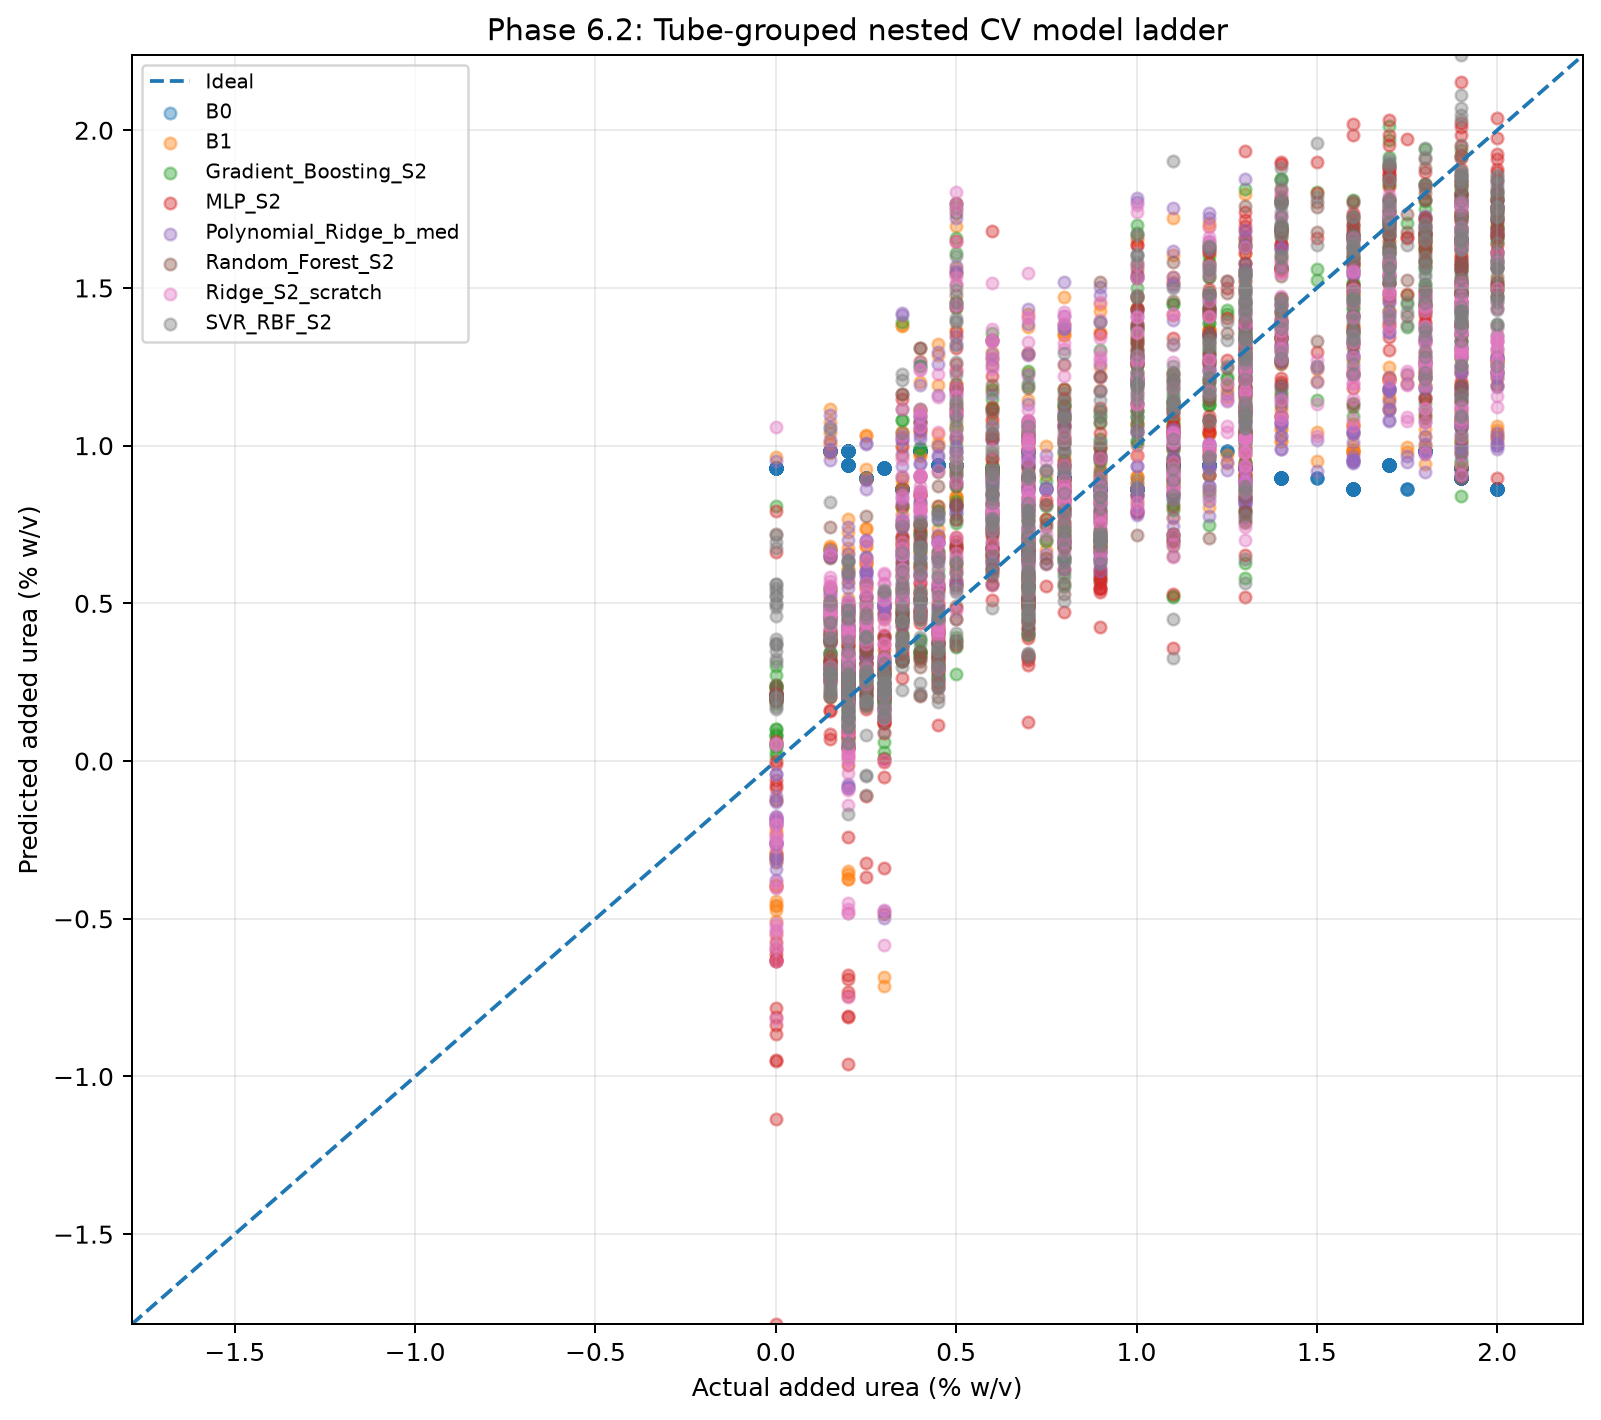 Phase 6.2: Tube-grouped nested CV model ladder
Ideal
B0
B1
Gradient_Boosting_S2
MLP_S2
Polynomial_Ridge_b_med
Random_Forest_S2
Ridge_S2_scratch
SVR_RBF_S2
Predicted added urea (% w/v)
2.0
1.5
1.0
0.5
0.0
−0.5
−1.0
−1.5
−1.5 −1.0 −0.5 0.0 0.5 1.0 1.5 2.0
Actual added urea (% w/v)